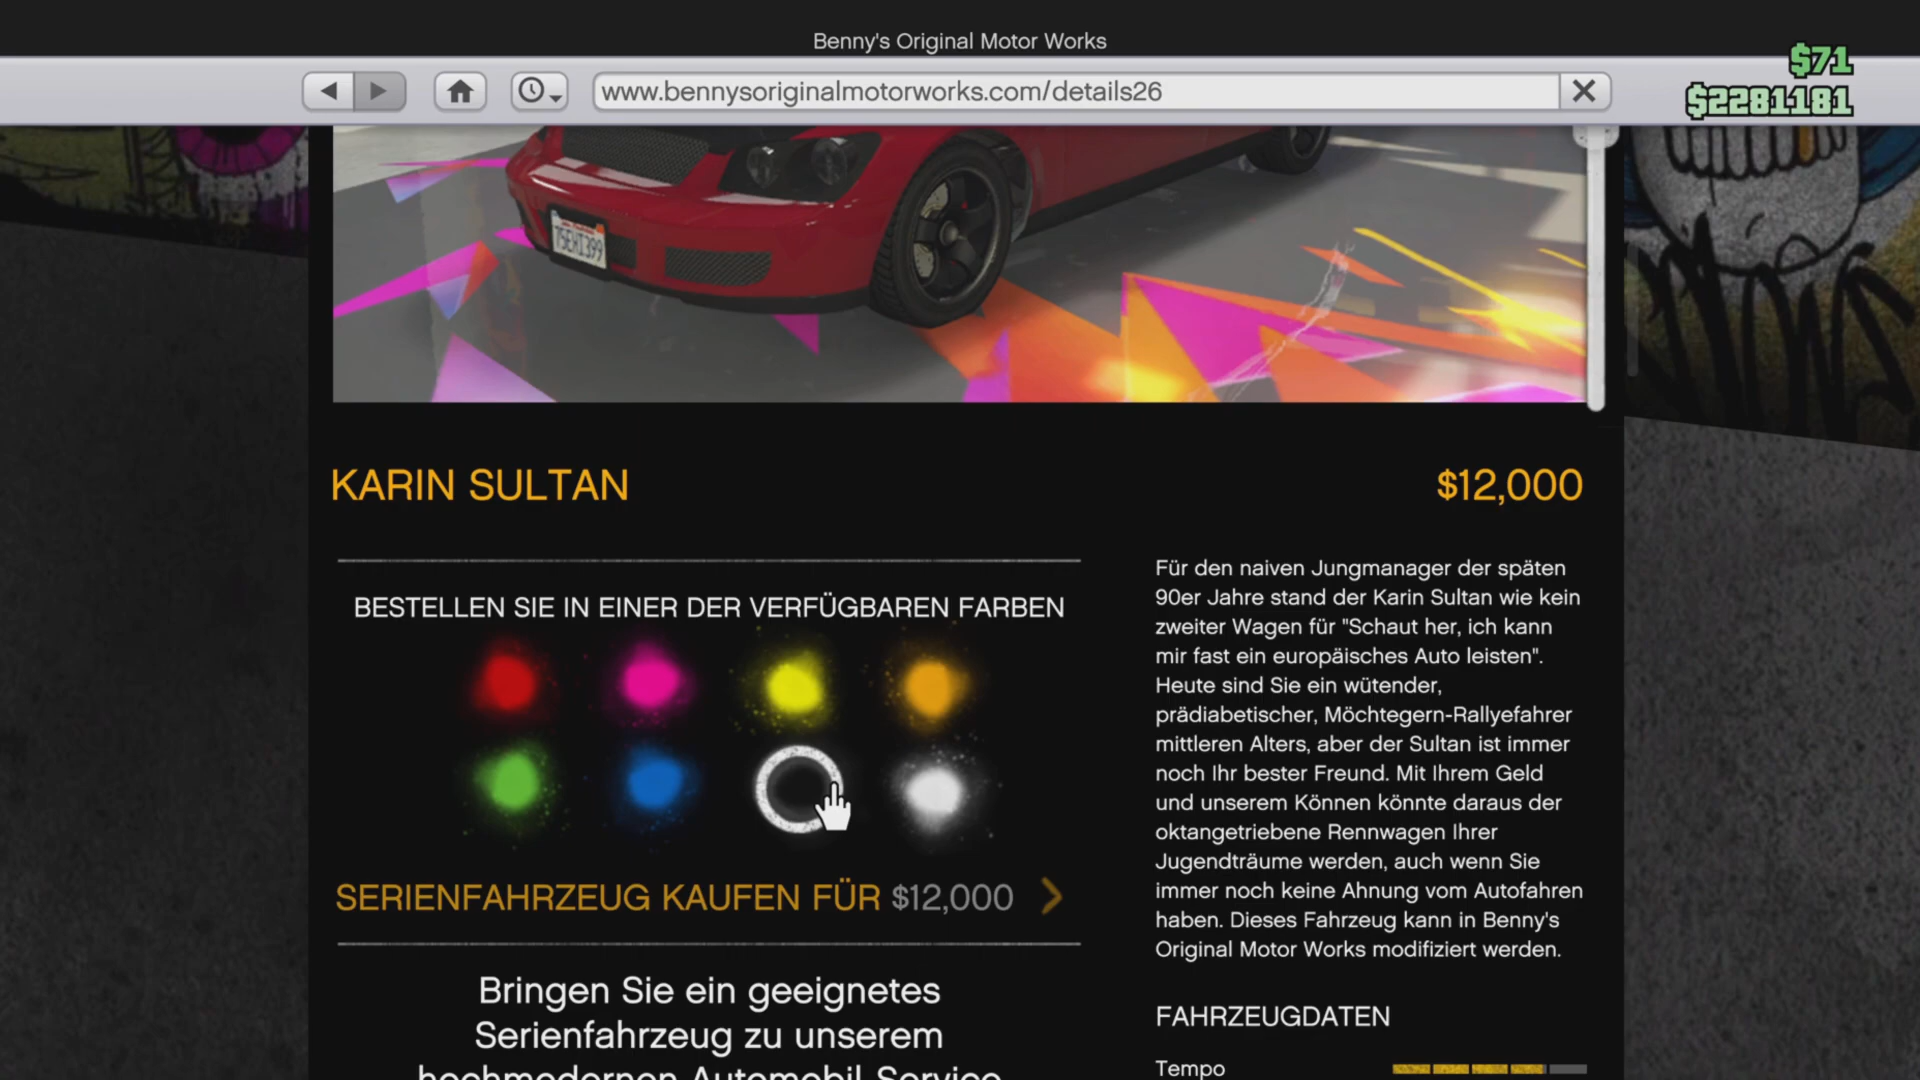 Benny's Original Motor Works
www.bennysoriginalmotorworks.com/details26
$71
$2281181
75EHI399
KARIN SULTAN
$12,000
BESTELLEN SIE IN EINER DER VERFÜGBAREN FARBEN
SERIENFAHRZEUG KAUFEN FÜR $12,000
Bringen Sie ein geeignetes
Serienfahrzeug zu unserem
hochmodernen Automobil-Service
Für den naiven Jungmanager der späten
90er Jahre stand der Karin Sultan wie kein
zweiter Wagen für "Schaut her, ich kann
mir fast ein europäisches Auto leisten".
Heute sind Sie ein wütender,
prädiabetischer, Möchtegern-Rallyefahrer
mittleren Alters, aber der Sultan ist immer
noch Ihr bester Freund. Mit Ihrem Geld
und unserem Können könnte daraus der
oktangetriebene Rennwagen Ihrer
Jugendträume werden, auch wenn Sie
immer noch keine Ahnung vom Autofahren
haben. Dieses Fahrzeug kann in Benny's
Original Motor Works modifiziert werden.
FAHRZEUGDATEN
Tempo